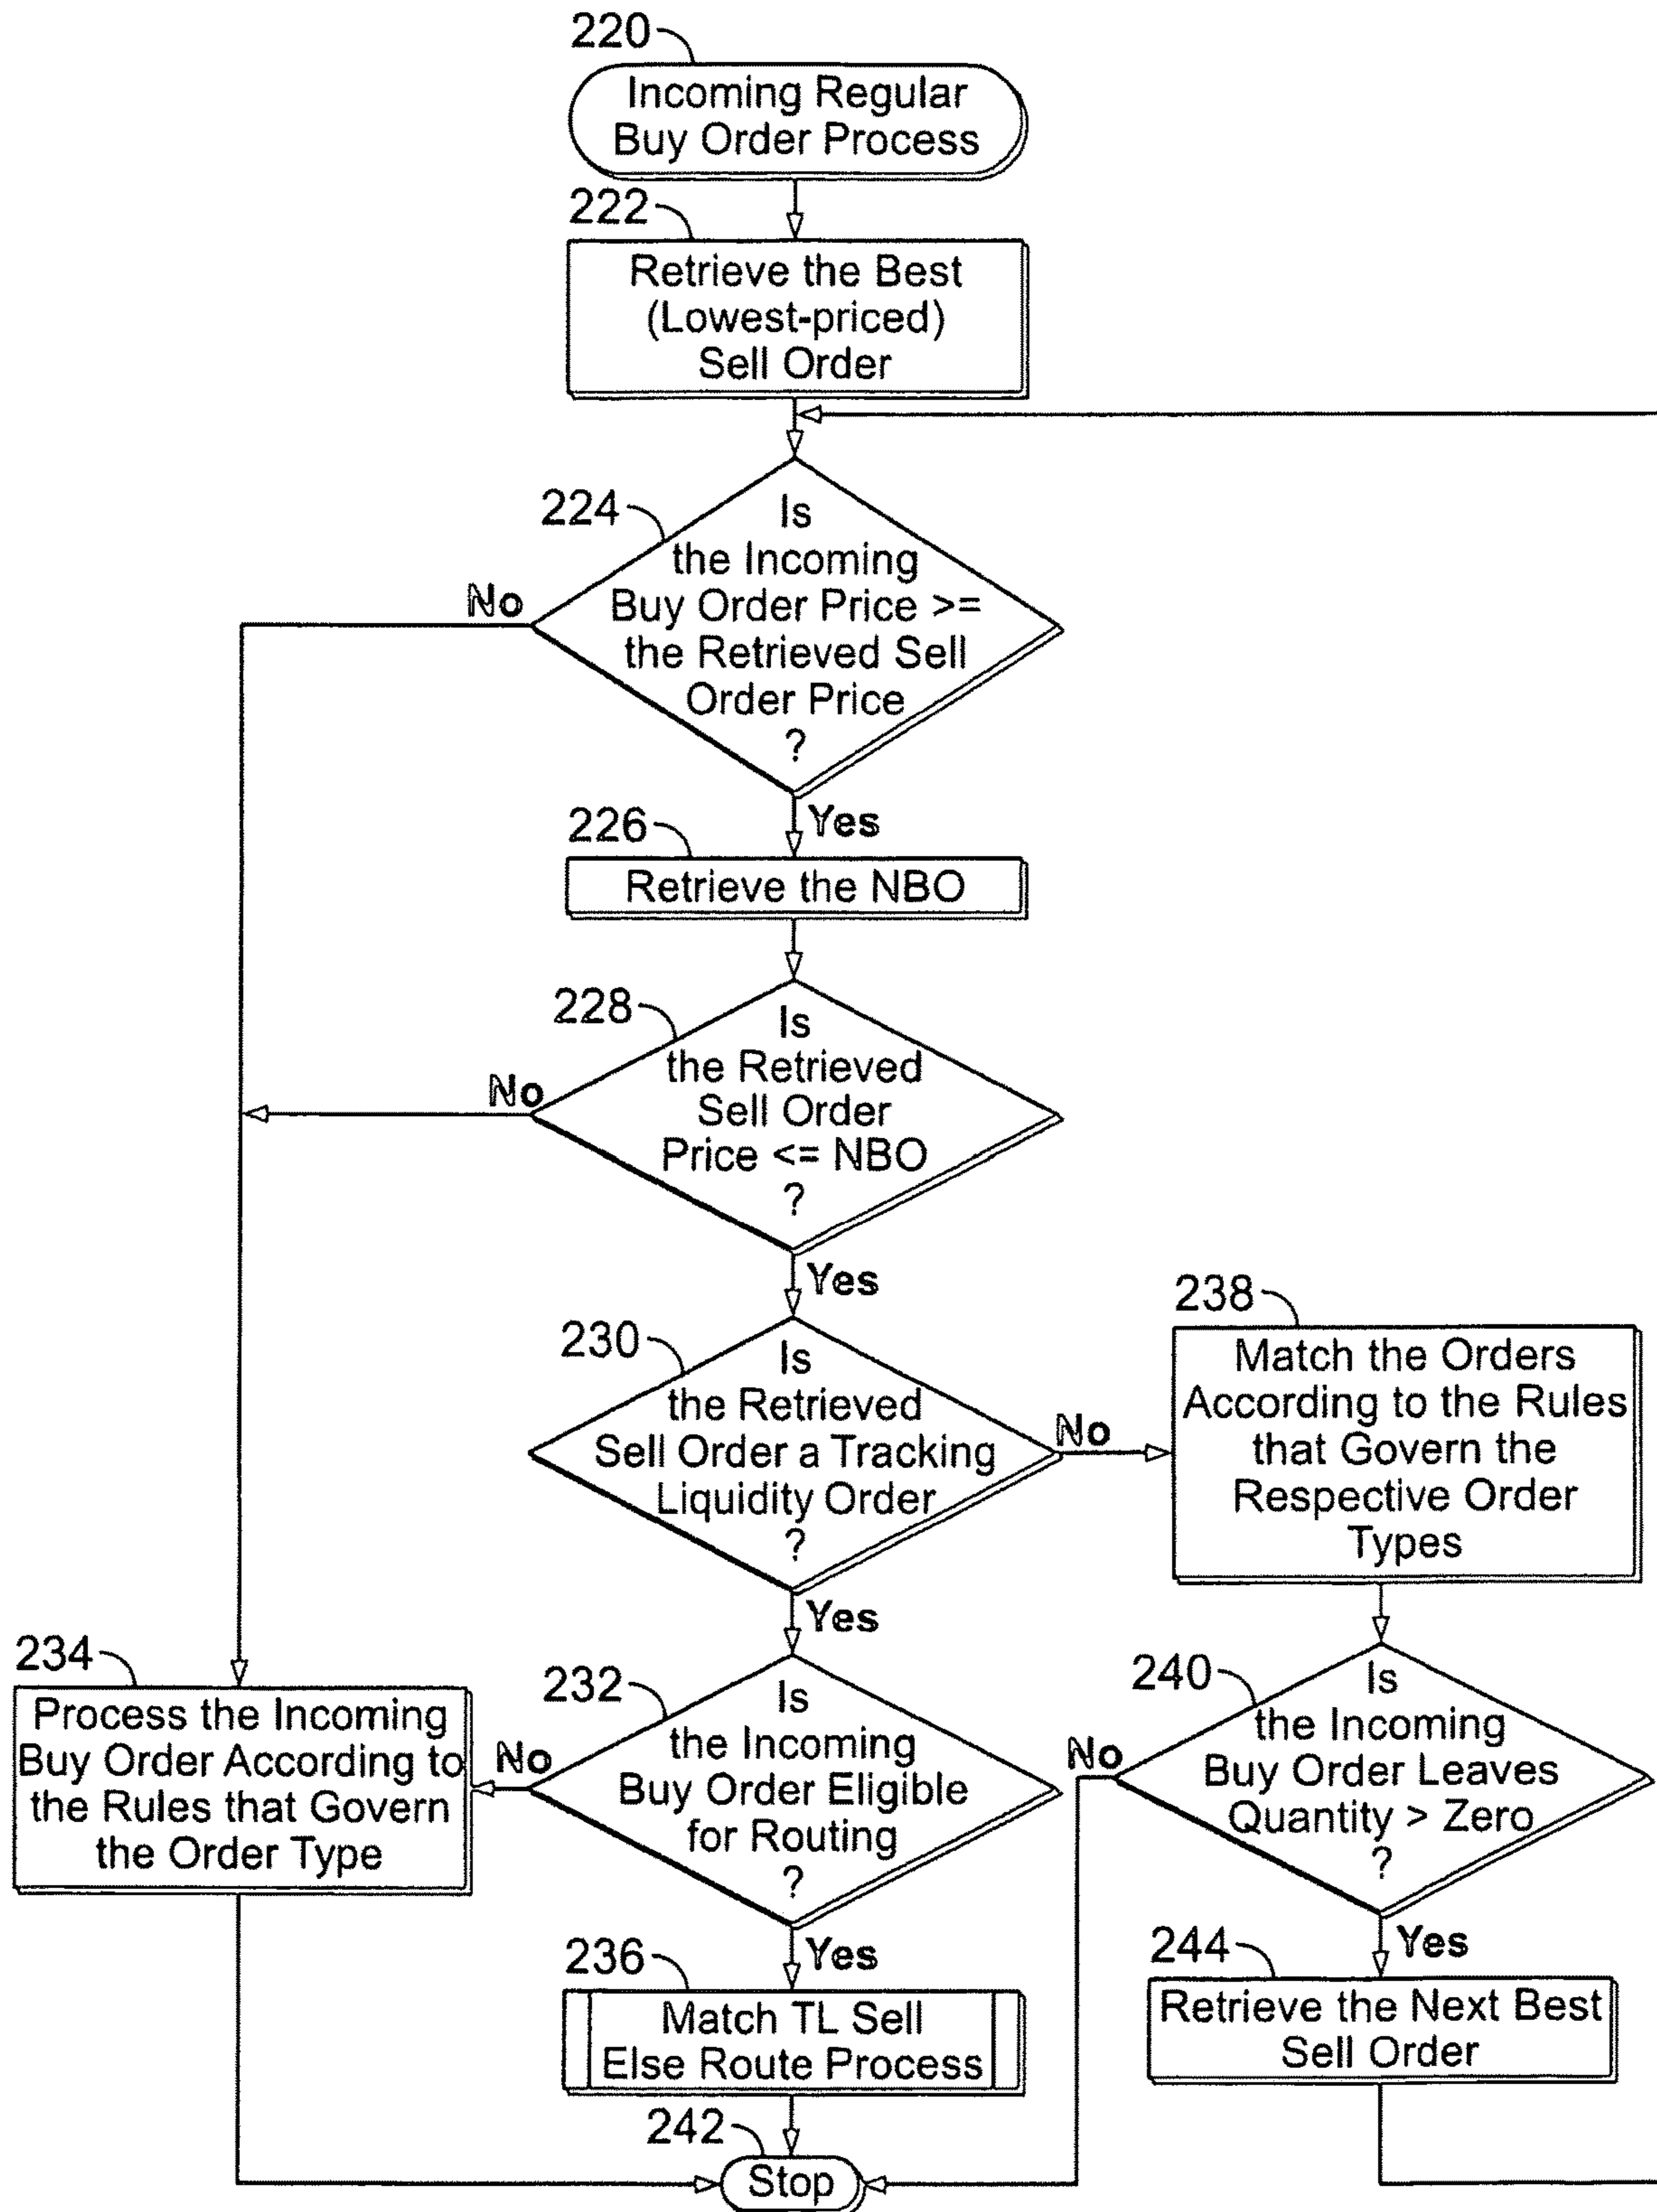 220
Incoming Regular
Buy Order Process
222
Retrieve the Best
(Lowest-priced)
Sell Order
224
Is
the Incoming
Buy Order Price >=
the Retrieved Sell
Order Price
?
No
Yes
226
Retrieve the NBO
228
Is
the Retrieved
Sell Order
Price <= NBO
?
No
Yes
230
Is
the Retrieved
Sell Order a Tracking
Liquidity Order
?
No
Yes
238
Match the Orders
According to the Rules
that Govern the
Respective Order
Types
234
Process the Incoming
Buy Order According to
the Rules that Govern
the Order Type
232
Is
the Incoming
Buy Order Eligible
for Routing
?
No
Yes
240
Is
the Incoming
Buy Order Leaves
Quantity > Zero
?
No
Yes
236
Match TL Sell
Else Route Process
244
Retrieve the Next Best
Sell Order
242
Stop